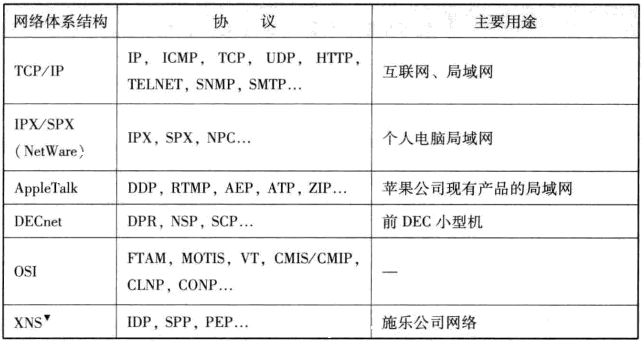 网络体系结构 协 议 主要用途
TCP/IP IP, ICMP, TCP, UDP, HTTP, TELNET, SNMP, SMTP… 互联网、局域网
IPX/SPX (NetWare) IPX, SPX, NPC… 个人电脑局域网
AppleTalk DDP, RTMP, AEP, ATP, ZIP… 苹果公司现有产品的局域网
DECnet DPR, NSP, SCP… 前 DEC 小型机
OSI FTAM, MOTIS, VT, CMIS/CMIP, CLNP, CONP… —
XNS▼ IDP, SPP, PEP… 施乐公司网络